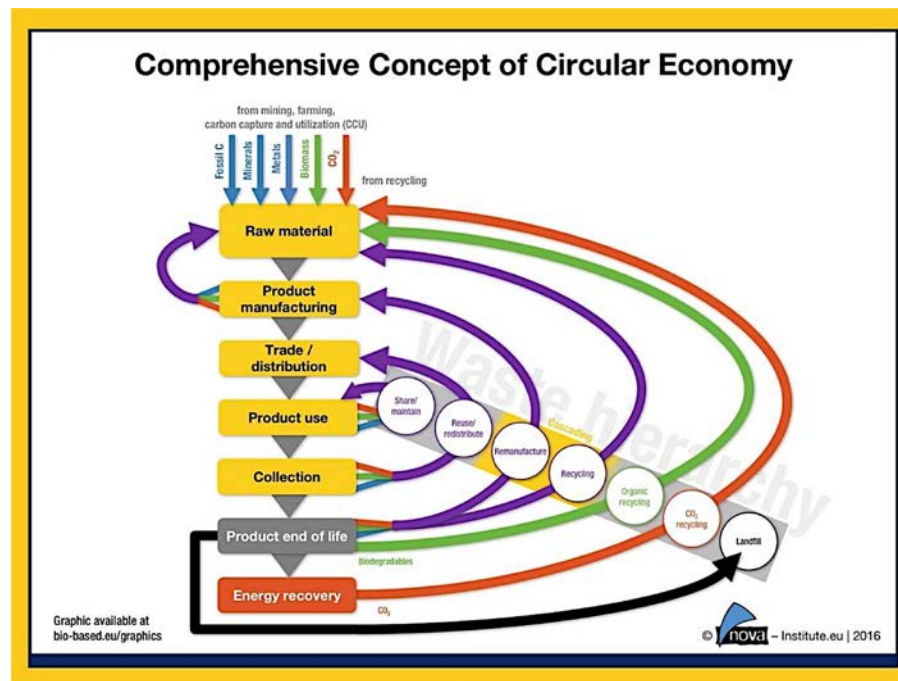 Comprehensive Concept of Circular Economy
from mining, farming,
carbon capture and utilization (CCU)
Fossil C
Minerals
Metals
Biomass
CO₂
from recycling
Raw material
Product
manufacturing
Trade /
distribution
Product use
Collection
Product end of life
Energy recovery
Waste hierarchy
Share/
maintain
Reuse/
redistribute
Cascading
Remanufacture
Recycling
Organic
recycling
CO₂
recycling
Landfill
Biodegradables
CO₂
Graphic available at
bio-based.eu/graphics
© nova – Institute.eu | 2016